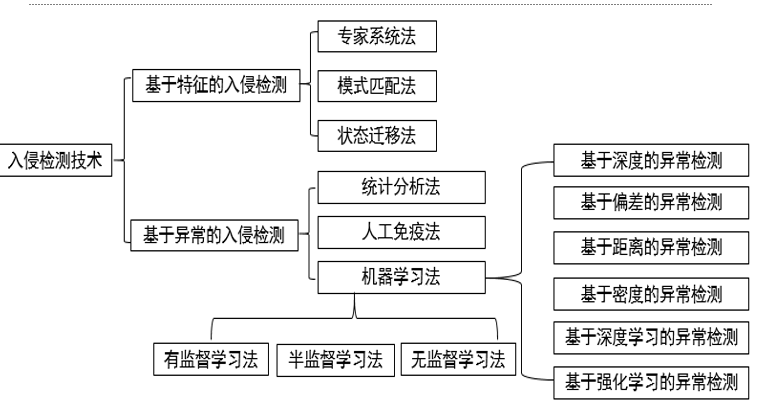 入侵检测技术
基于特征的入侵检测
专家系统法
模式匹配法
状态迁移法
基于异常的入侵检测
统计分析法
人工免疫法
机器学习法
有监督学习法
半监督学习法
无监督学习法
基于深度的异常检测
基于偏差的异常检测
基于距离的异常检测
基于密度的异常检测
基于深度学习的异常检测
基于强化学习的异常检测